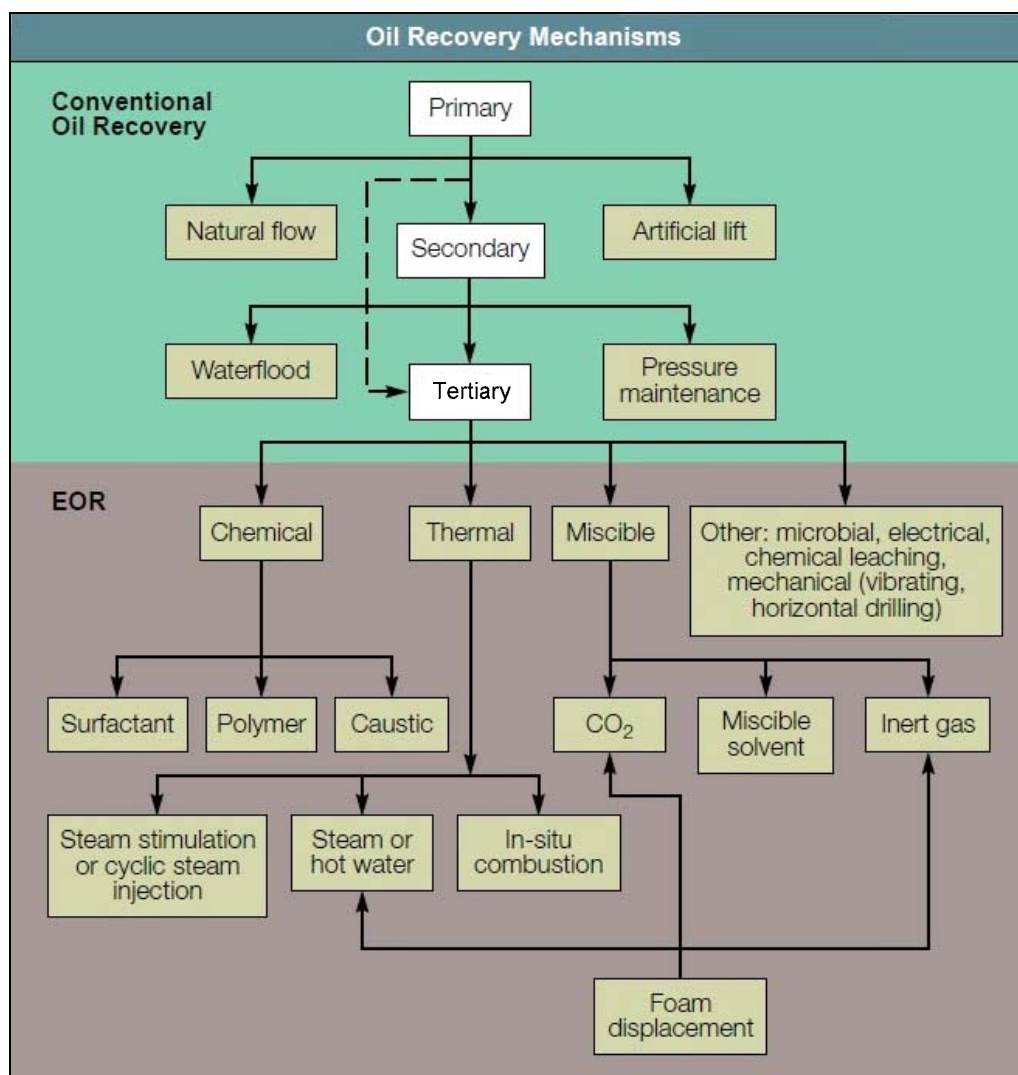 Oil Recovery Mechanisms
Conventional
Oil Recovery
Primary
Natural flow
Secondary
Artificial lift
Waterflood
Tertiary
Pressure
maintenance
EOR
Chemical
Thermal
Miscible
Other: microbial, electrical,
chemical leaching,
mechanical (vibrating,
horizontal drilling)
Surfactant
Polymer
Caustic
CO₂
Miscible
solvent
Inert gas
Steam stimulation
or cyclic steam
injection
Steam or
hot water
In-situ
combustion
Foam
displacement